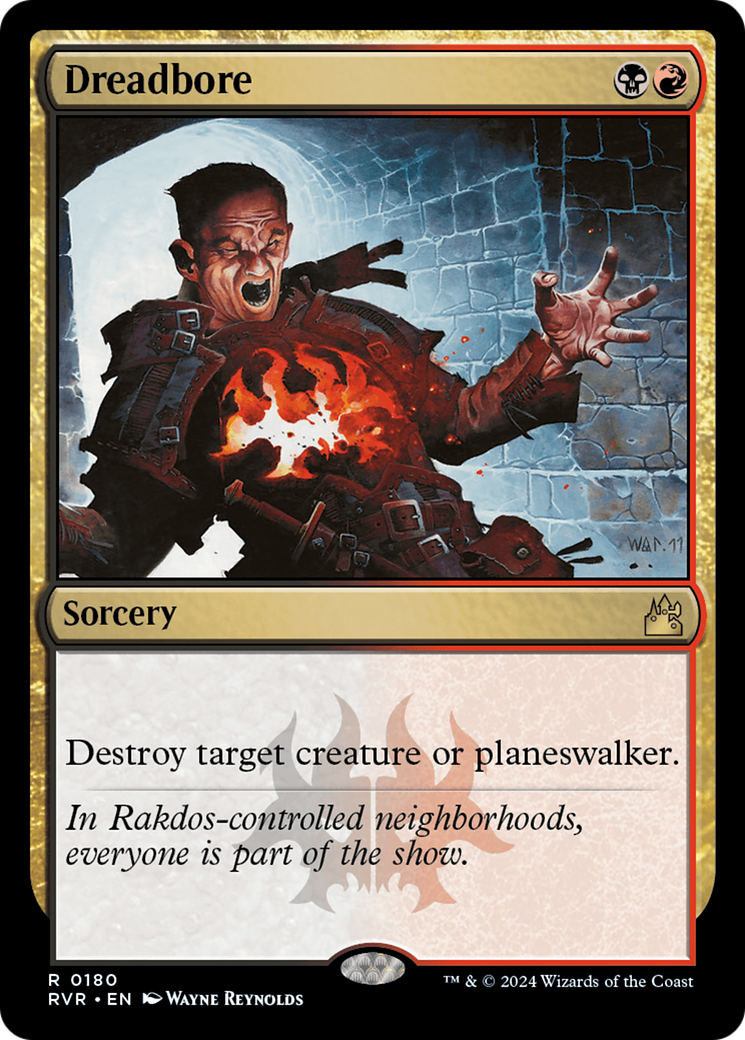 Dreadbore
WAR.11
Sorcery
Destroy target creature or planeswalker.
In Rakdos-controlled neighborhoods,
everyone is part of the show.
R 0180
RVR • EN Wayne Reynolds
™ & © 2024 Wizards of the Coast